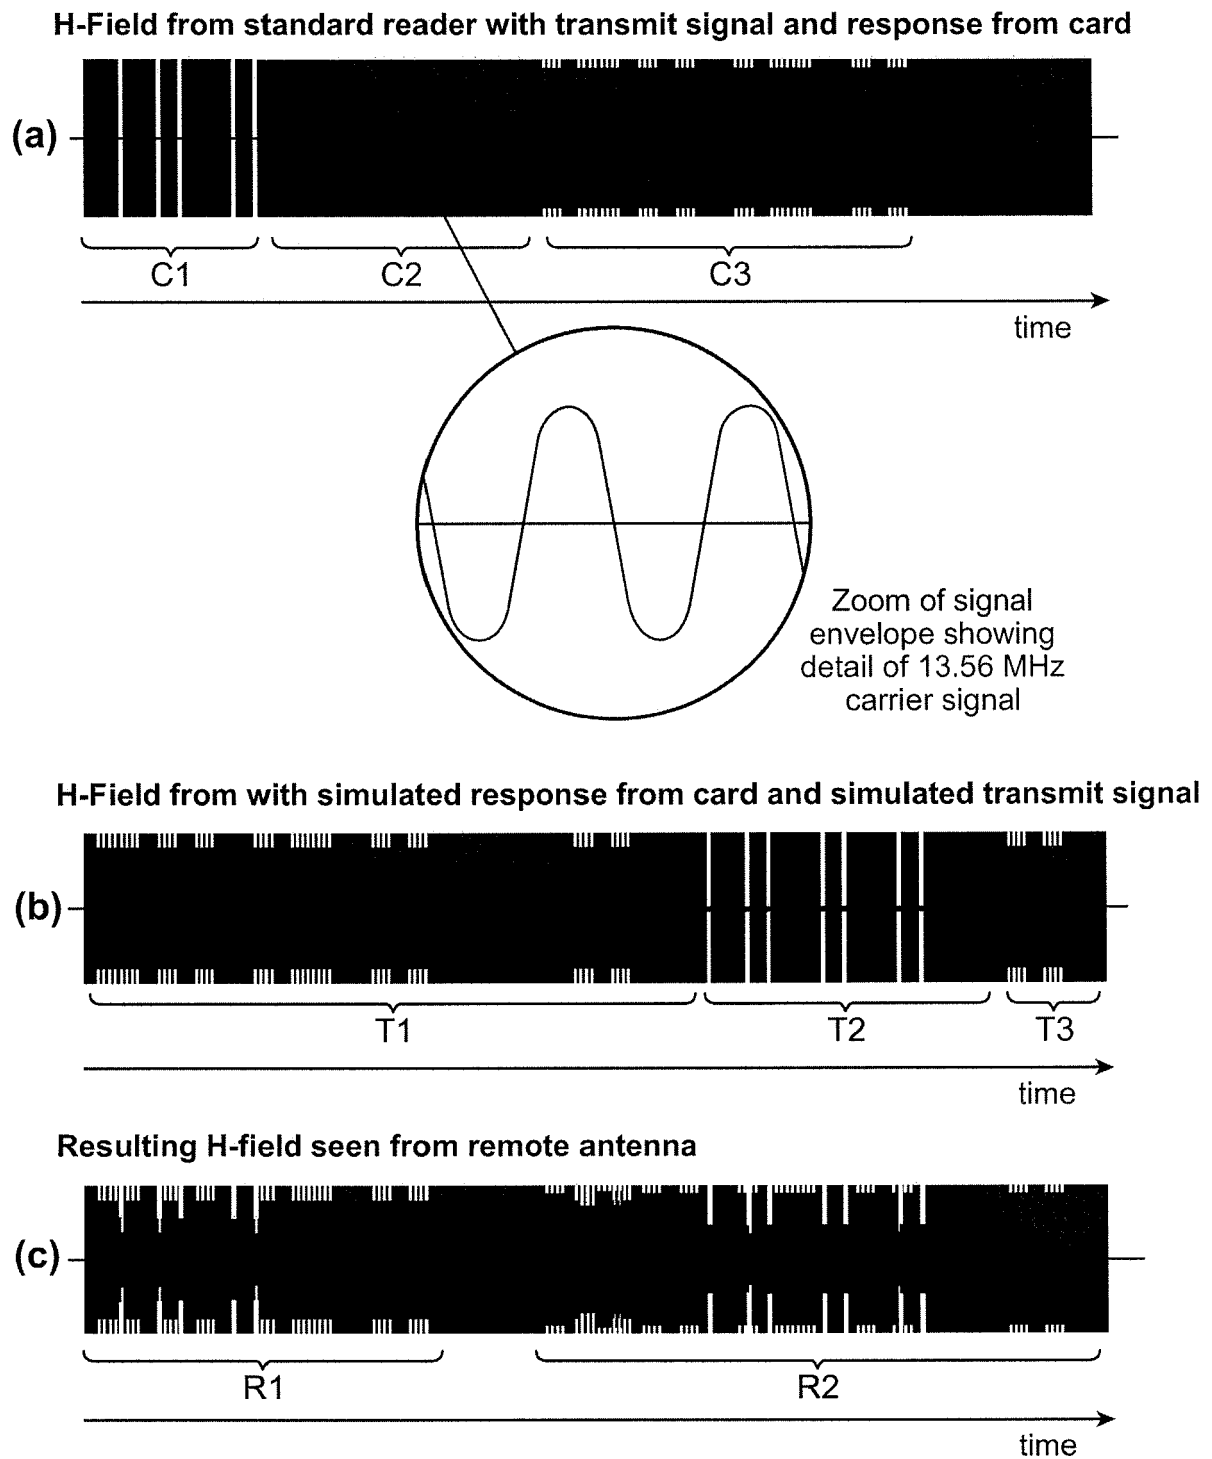 H-Field from standard reader with transmit signal and response from card
(a)
C1
C2
C3
time
Zoom of signal
envelope showing
detail of 13.56 MHz
carrier signal
H-Field from with simulated response from card and simulated transmit signal
(b)
T1
T2
T3
time
Resulting H-field seen from remote antenna
(c)
R1
R2
time